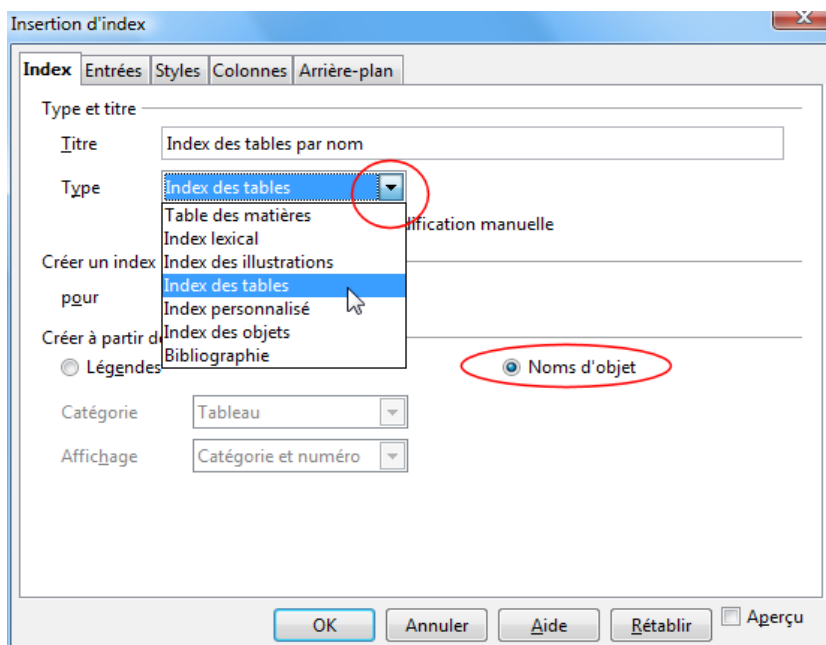 Insertion d'index
Index Entrées Styles Colonnes Arrière-plan
Type et titre
Titre Index des tables par nom
Type Index des tables
Table des matières
Index lexical
dification manuelle
Créer un index
Index des illustrations
Index des tables
pour
Index personnalisé
Index des objets
Créer à partir de
Bibliographie
Légendes Noms d'objet
Catégorie Tableau
Affichage Catégorie et numéro
OK Annuler Aide Rétablir Aperçu